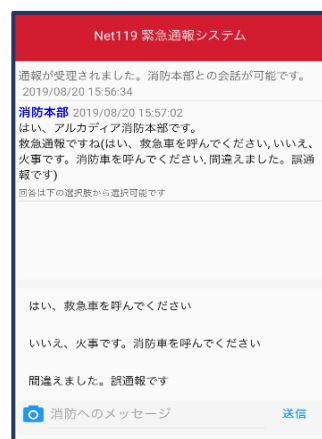 Net119 緊急通報システム
通報が受理されました。消防本部との会話が可能です。
2019/08/20 15:56:34
消防本部 2019/08/20 15:57:02
はい、アルカディア消防本部です。
救急通報ですね(はい、救急車を呼んでください, いいえ、
火事です。消防車を呼んでください, 間違えました。誤通
報です)
回答は下の選択肢から選択可能です
はい、救急車を呼んでください
いいえ、火事です。消防車を呼んでください
間違えました。誤通報です
消防へのメッセージ 送信